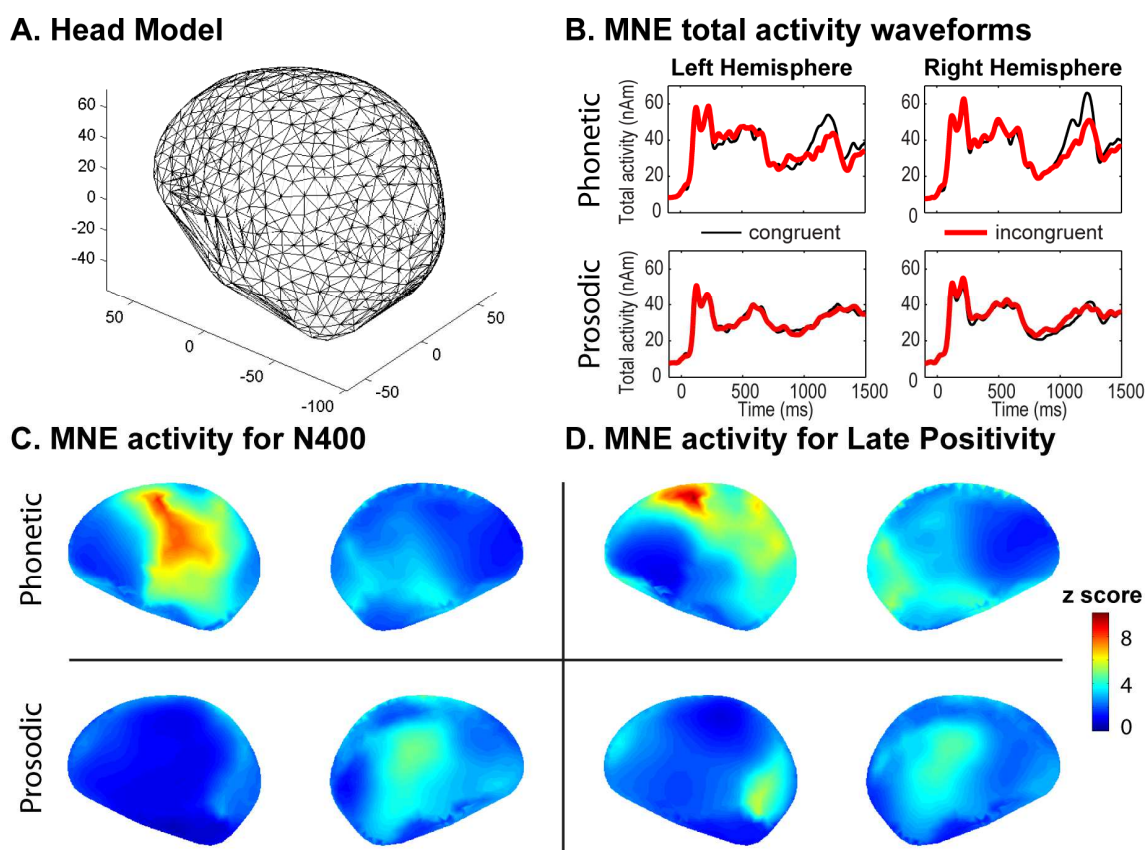 A. Head Model
60
40
20
0
-20
-40
50
0
-50
-100
-50
0
50
B. MNE total activity waveforms
Left Hemisphere
Right Hemisphere
Phonetic
Total activity (nAm)
60
40
20
0
60
40
20
0
congruent
incongruent
Prosodic
Total activity (nAm)
60
40
20
0
0
500
1000
1500
Time (ms)
60
40
20
0
0
500
1000
1500
Time (ms)
C. MNE activity for N400
D. MNE activity for Late Positivity
Phonetic
Prosodic
z score
8
4
0